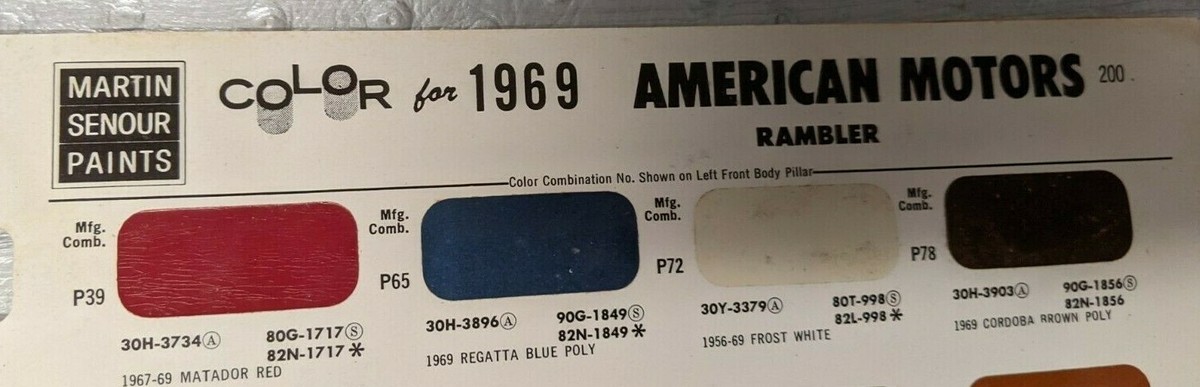 MARTIN
SENOUR
PAINTS
COLOR for 1969
AMERICAN MOTORS 200
RAMBLER
Color Combination No. Shown on Left Front Body Pillar
Mfg.
Comb.
P39
30H-3734Ⓐ 80G-1717Ⓢ
82N-1717*
1967-69 MATADOR RED
Mfg.
Comb.
P65
30H-3896Ⓐ 90G-1849Ⓢ
82N-1849*
1969 REGATTA BLUE POLY
Mfg.
Comb.
P72
30Y-3379Ⓐ 80T-998Ⓢ
82L-998*
1956-69 FROST WHITE
Mfg.
Comb.
P78
30H-3903Ⓐ 90G-1856Ⓢ
82N-1856
1969 CORDOBA BROWN POLY